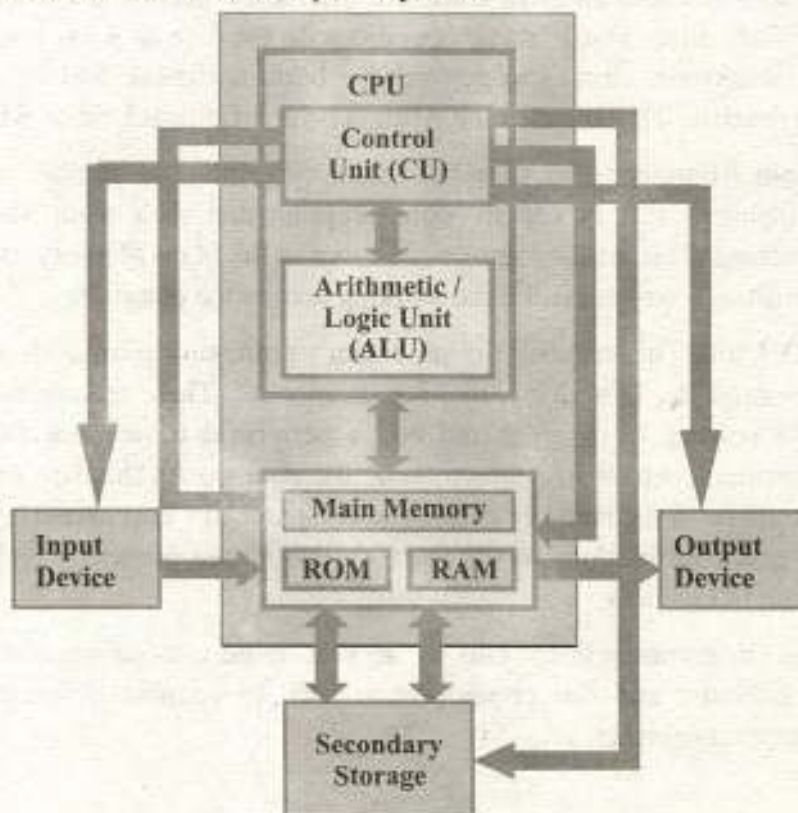 CPU
Control
Unit (CU)
Arithmetic /
Logic Unit
(ALU)
Main Memory
ROM
RAM
Input
Device
Output
Device
Secondary
Storage